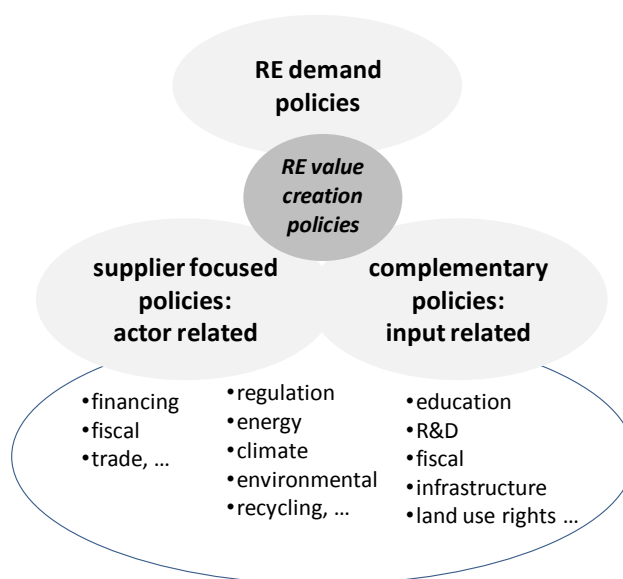 RE demand
policies
RE value
creation
policies
supplier focused
policies:
actor related
complementary
policies:
input related
•financing
•fiscal
•trade, …
•regulation
•energy
•climate
•environmental
•recycling, …
•education
•R&D
•fiscal
•infrastructure
•land use rights …